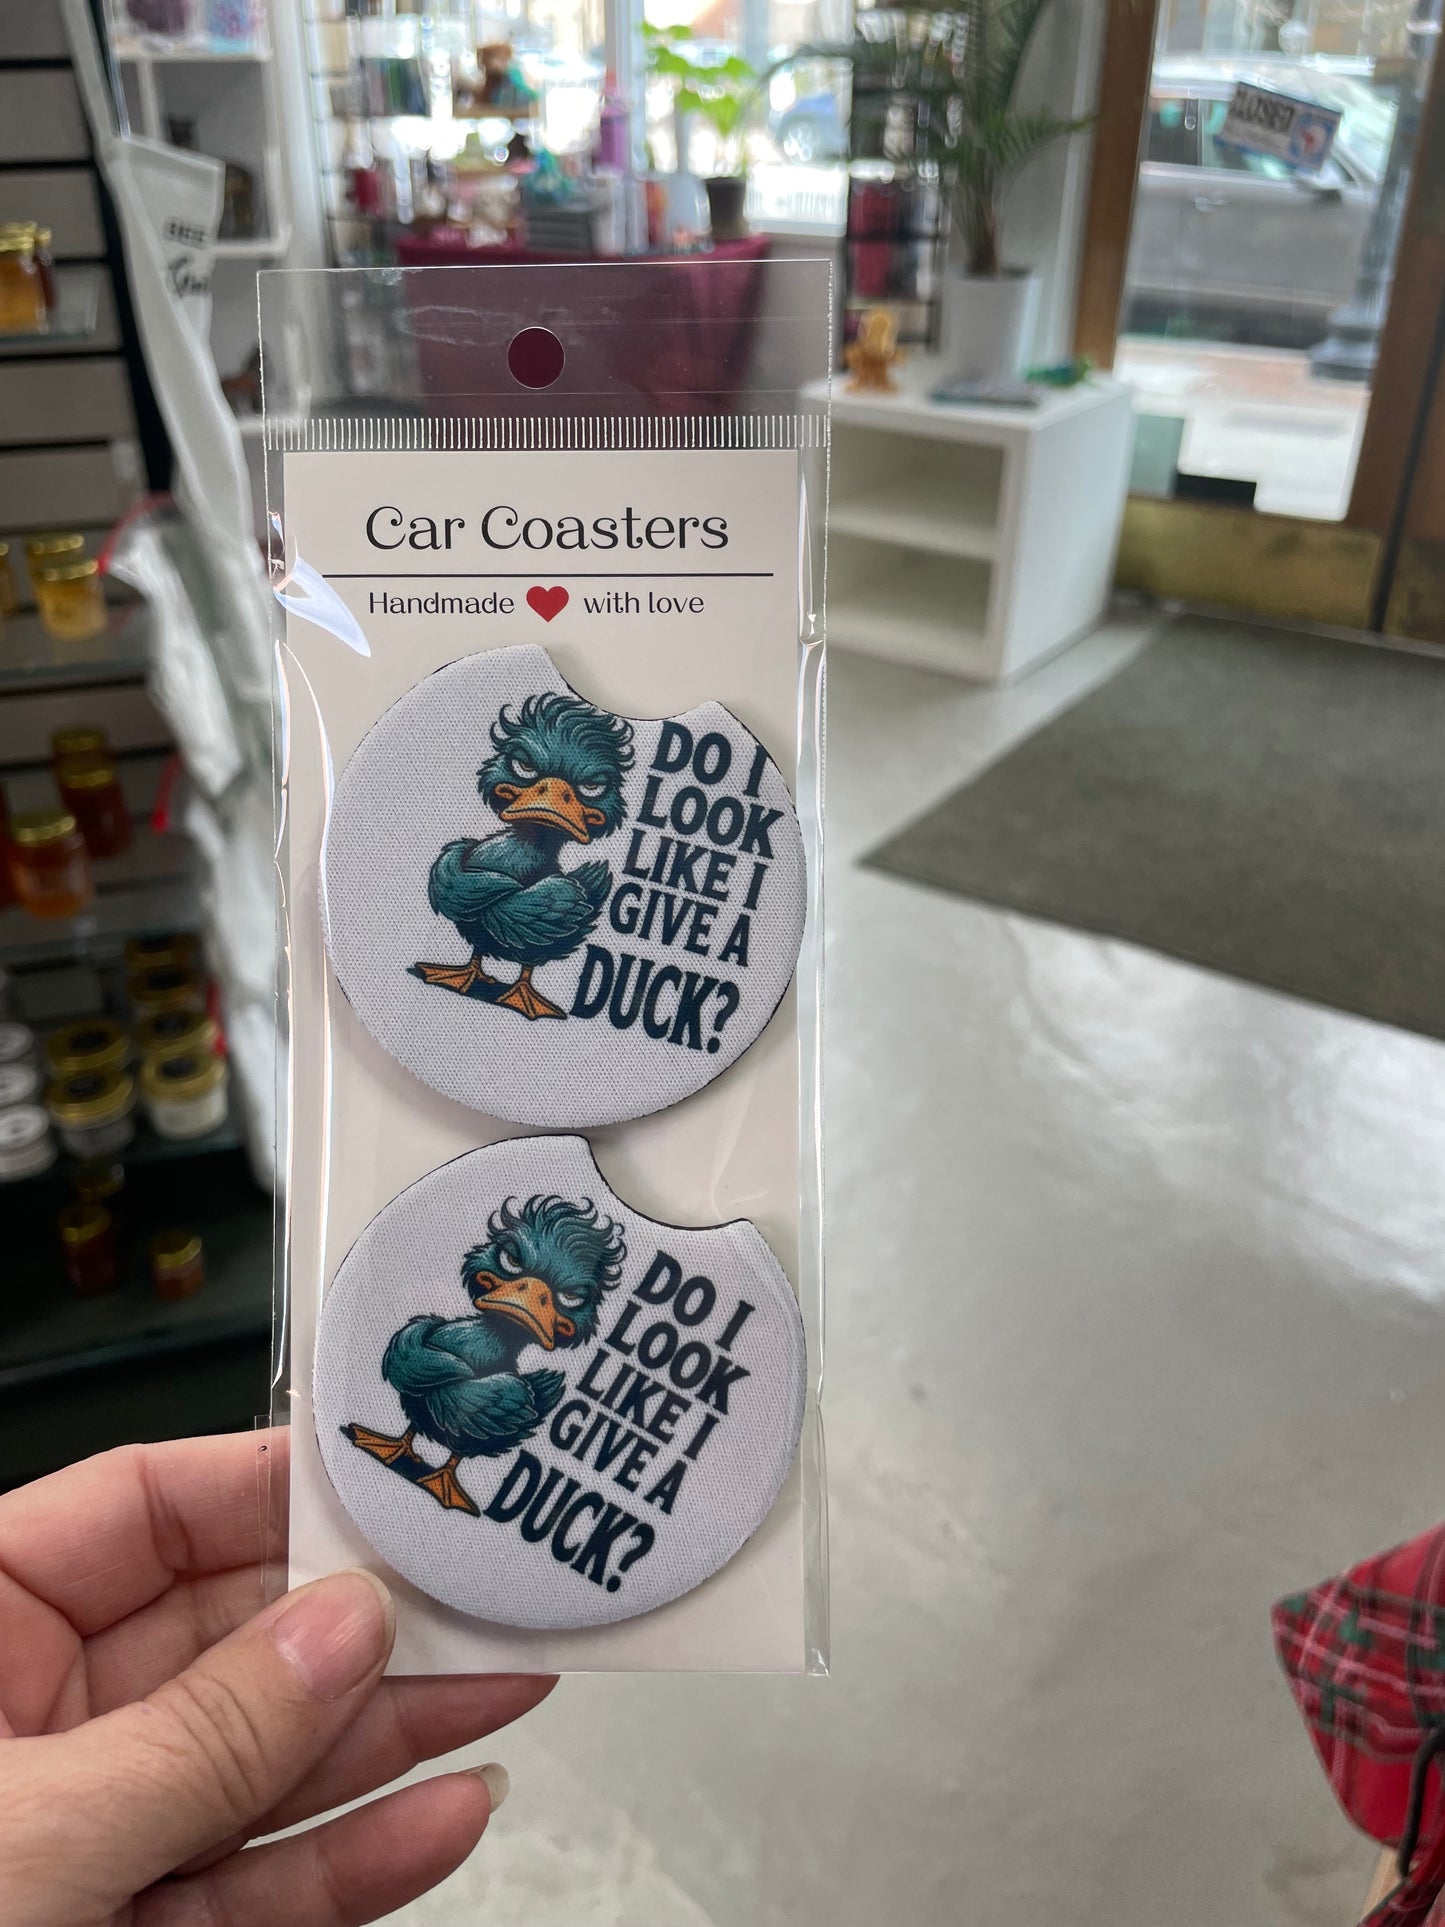 CLOSED
Car Coasters
Handmade ❤ with love
DO I
LOOK
LIKE I
GIVE A
DUCK?
DO I
LOOK
LIKE I
GIVE A
DUCK?